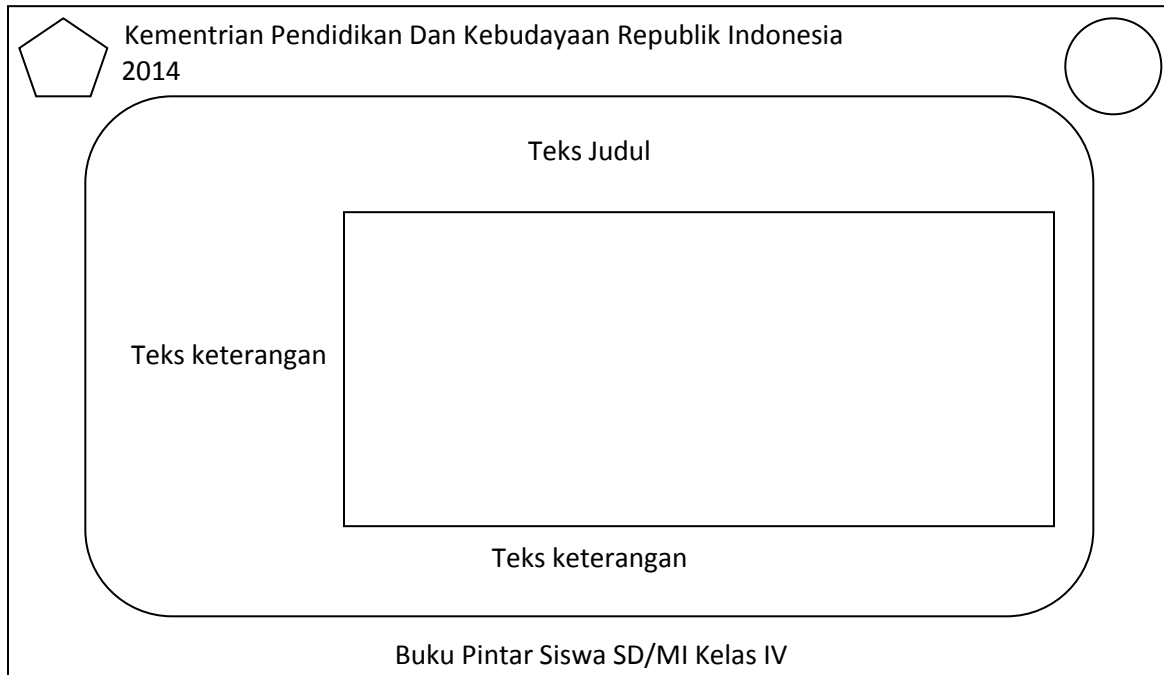 Kementrian Pendidikan Dan Kebudayaan Republik Indonesia
2014
Teks Judul
Teks keterangan
Teks keterangan
Buku Pintar Siswa SD/MI Kelas IV